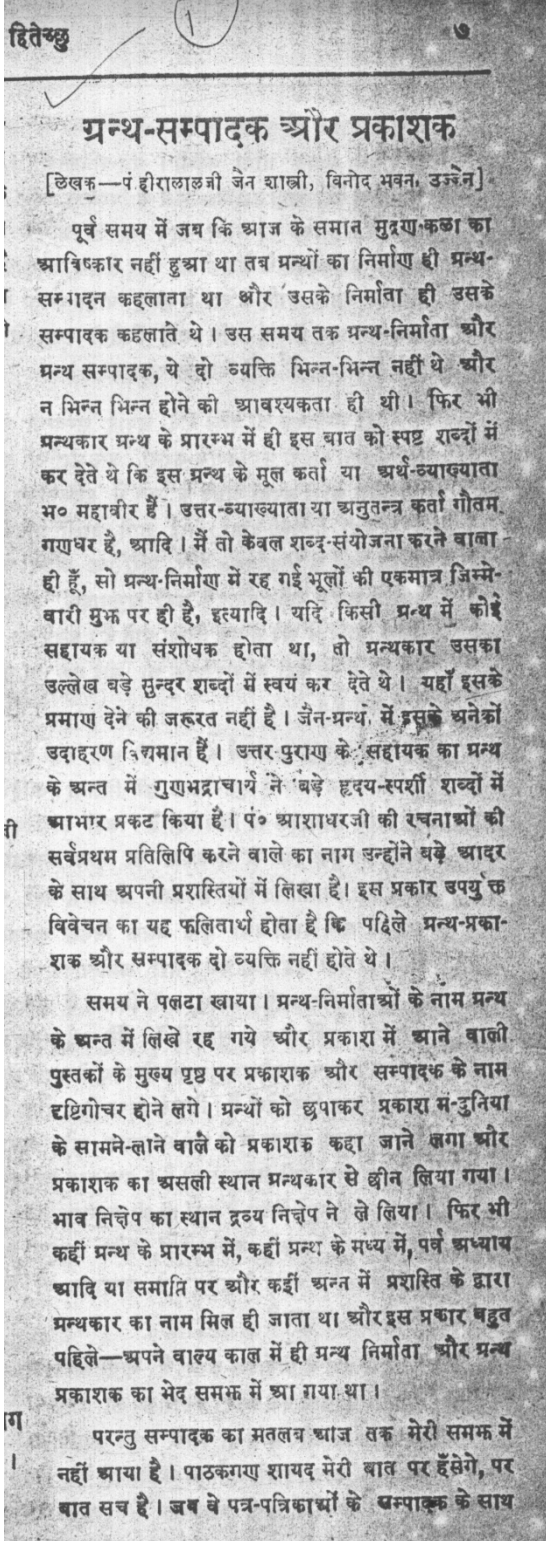 हितेच्छु
1
७
ग्रन्थ-सम्पादक और प्रकाशक
[लेखक—पं हीरालालजी जैन शास्त्री, विनोद भवन, उज्जैन]
पूर्व समय में जब कि आज के समान मुद्रण-कला का
आविष्कार नहीं हुआ था तब ग्रन्थों का निर्माण ही ग्रन्थ-
सम्पादन कहलाता था और उसके निर्माता ही उसके
सम्पादक कहलाते थे। उस समय तक ग्रन्थ-निर्माता और
ग्रन्थ सम्पादक, ये दो व्यक्ति भिन्न-भिन्न नहीं थे और
न भिन्न भिन्न होने की आवश्यकता ही थी। फिर भी
ग्रन्थकार ग्रन्थ के प्रारम्भ में ही इस बात को स्पष्ट शब्दों में
कर देते थे कि इस ग्रन्थ के मूल कर्ता या अर्थ-व्याख्याता
भ० महावीर हैं। उत्तर-व्याख्याता या अनुतन्त्र कर्ता गौतम
गणधर है, आदि। मैं तो केवल शब्द-संयोजना करने वाला
ही हूँ, सो ग्रन्थ-निर्माण में रह गई भूलों की एकमात्र जिम्मे-
वारी मुझ पर ही है, इत्यादि। यदि किसी ग्रन्थ में कोई
सहायक या संशोधक होता था, तो ग्रन्थकार उसका
उल्लेख बड़े सुन्दर शब्दों में स्वयं कर देते थे। यहाँ इसके
प्रमाण देने की जरूरत नहीं है। जैन-ग्रन्थ में इसके अनेकों
उदाहरण विद्यमान हैं। उत्तर-पुराण के सहायक का ग्रन्थ
के अन्त में गुणभद्राचार्य ने बड़े हृदय-स्पर्शी शब्दों में
आभार प्रकट किया है। पं० आशाधरजी की रचनाओं की
सर्वप्रथम प्रतिलिपि करने वाले का नाग उन्होंने बड़े आदर
के साथ अपनी प्रशस्तियों में लिखा है। इस प्रकार उपर्युक्त
विवेचन का यह फलितार्थ होता है कि पहिले ग्रन्थ-प्रका-
शक और सम्पादक दो व्यक्ति नहीं होते थे।
समय ने पलटा खाया। ग्रन्थ-निर्माताओं के नाम ग्रन्थ
के अन्त में लिखे रह गये और प्रकाश में आने वाली
पुस्तकों के मुख्य पृष्ठ पर प्रकाशक और सम्पादक के नाम
दृष्टिगोचर होने लगे। ग्रन्थों को छपाकर प्रकाश में-दुनिया
के सामने-लाने वाले को प्रकाशक कहा जाने लगा और
प्रकाशक का असली स्थान ग्रन्थकार से छीन लिया गया।
भाव निक्षेप का स्थान द्रव्य निक्षेप ने ले लिया। फिर भी
कहीं ग्रन्थ के प्रारम्भ में, कहीं ग्रन्थ के मध्य में, पर्व अध्याय
आदि या समाप्ति पर और कहीं अन्त में प्रशस्ति के द्वारा
ग्रन्थकार का नाम मिल ही जाता था और इस प्रकार बहुत
पहिले—अपने वाल्य काल में ही ग्रन्थ निर्माता और ग्रन्थ
प्रकाशक का भेद समझ में आ गया था।
परन्तु सम्पादक का मतलब आज तक मेरी समझ में
नहीं आया है। पाठकगण शायद मेरी बात पर हँसेगे, पर
बात सच है। जब वे पत्र-पत्रिकाओं के सम्पादक के साथ